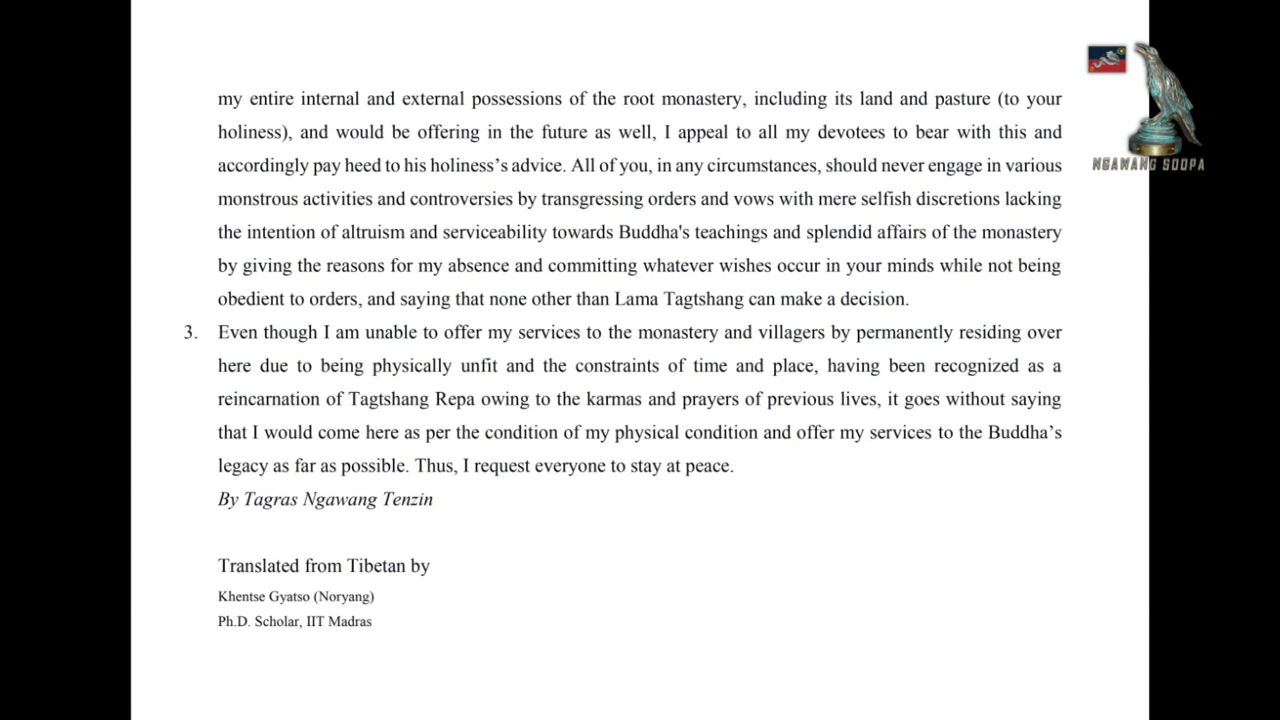 my entire internal and external possessions of the root monastery, including its land and pasture (to your
holiness), and would be offering in the future as well, I appeal to all my devotees to bear with this and
accordingly pay heed to his holiness’s advice. All of you, in any circumstances, should never engage in various
monstrous activities and controversies by transgressing orders and vows with mere selfish discretions lacking
the intention of altruism and serviceability towards Buddha's teachings and splendid affairs of the monastery
by giving the reasons for my absence and committing whatever wishes occur in your minds while not being
obedient to orders, and saying that none other than Lama Tagtshang can make a decision.
3. Even though I am unable to offer my services to the monastery and villagers by permanently residing over
here due to being physically unfit and the constraints of time and place, having been recognized as a
reincarnation of Tagtshang Repa owing to the karmas and prayers of previous lives, it goes without saying
that I would come here as per the condition of my physical condition and offer my services to the Buddha’s
legacy as far as possible. Thus, I request everyone to stay at peace.
By Tagras Ngawang Tenzin
Translated from Tibetan by
Khentse Gyatso (Noryang)
Ph.D. Scholar, IIT Madras
NGAWANG SOOPA